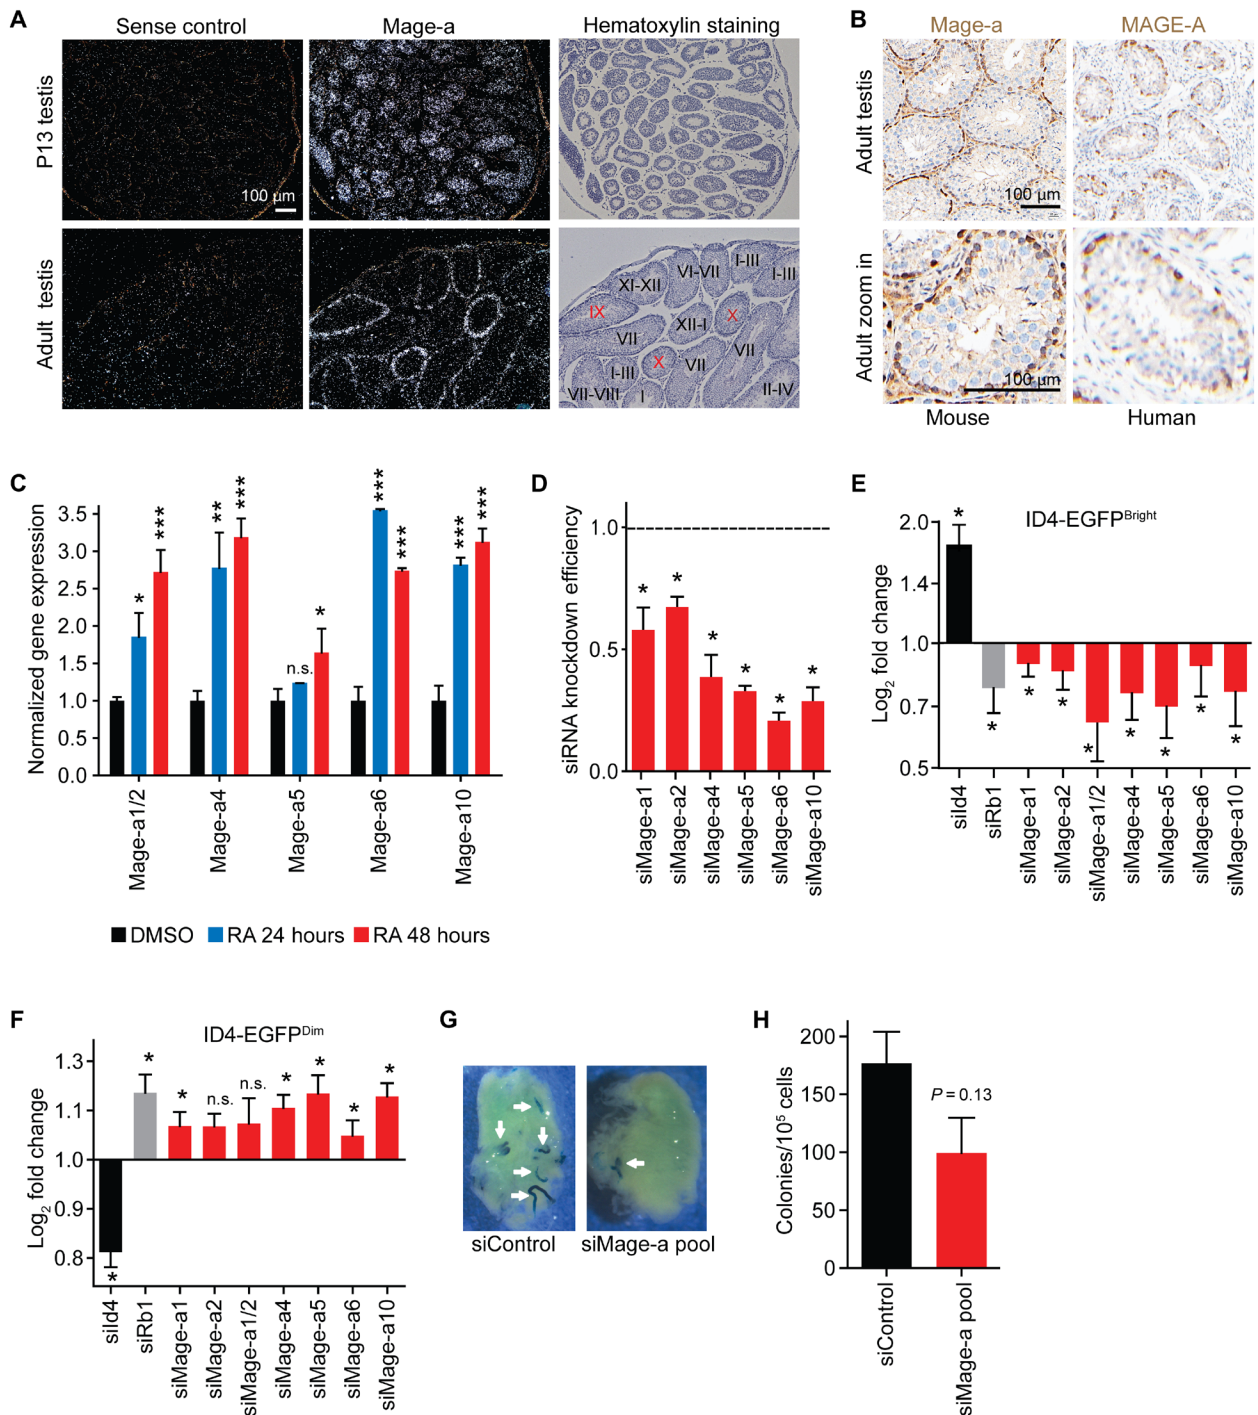 A
Sense control
Mage-a
Hematoxylin staining
P13 testis
100 µm
Adult testis
IX
XI-XII
VI-VII
I-III
I-III
VII
XII-I
X
VII
I-III
X
VII
VII-VIII
I
II-IV
B
Mage-a
MAGE-A
Adult testis
100 µm
Adult zoom in
100 µm
Mouse
Human
C
Normalized gene expression
3.5
3.0
2.5
2.0
1.5
1.0
0.5
0.0
*
***
**
***
n.s.
*
***
***
***
***
Mage-a1/2
Mage-a4
Mage-a5
Mage-a6
Mage-a10
DMSO
RA 24 hours
RA 48 hours
D
siRNA knockdown efficiency
1.0
0.5
0.0
*
*
*
*
*
*
siMage-a1
siMage-a2
siMage-a4
siMage-a5
siMage-a6
siMage-a10
E
ID4-EGFPBright
Log2 fold change
2.0
1.4
1.0
0.7
0.5
*
*
*
*
*
*
*
*
*
siId4
siRb1
siMage-a1
siMage-a2
siMage-a1/2
siMage-a4
siMage-a5
siMage-a6
siMage-a10
F
ID4-EGFPDim
Log2 fold change
1.3
1.1
1.0
0.9
0.8
*
*
*
n.s.
n.s.
*
*
*
*
siId4
siRb1
siMage-a1
siMage-a2
siMage-a1/2
siMage-a4
siMage-a5
siMage-a6
siMage-a10
G
siControl
siMage-a pool
H
Colonies/10⁵ cells
200
150
100
50
0
P = 0.13
siControl
siMage-a pool